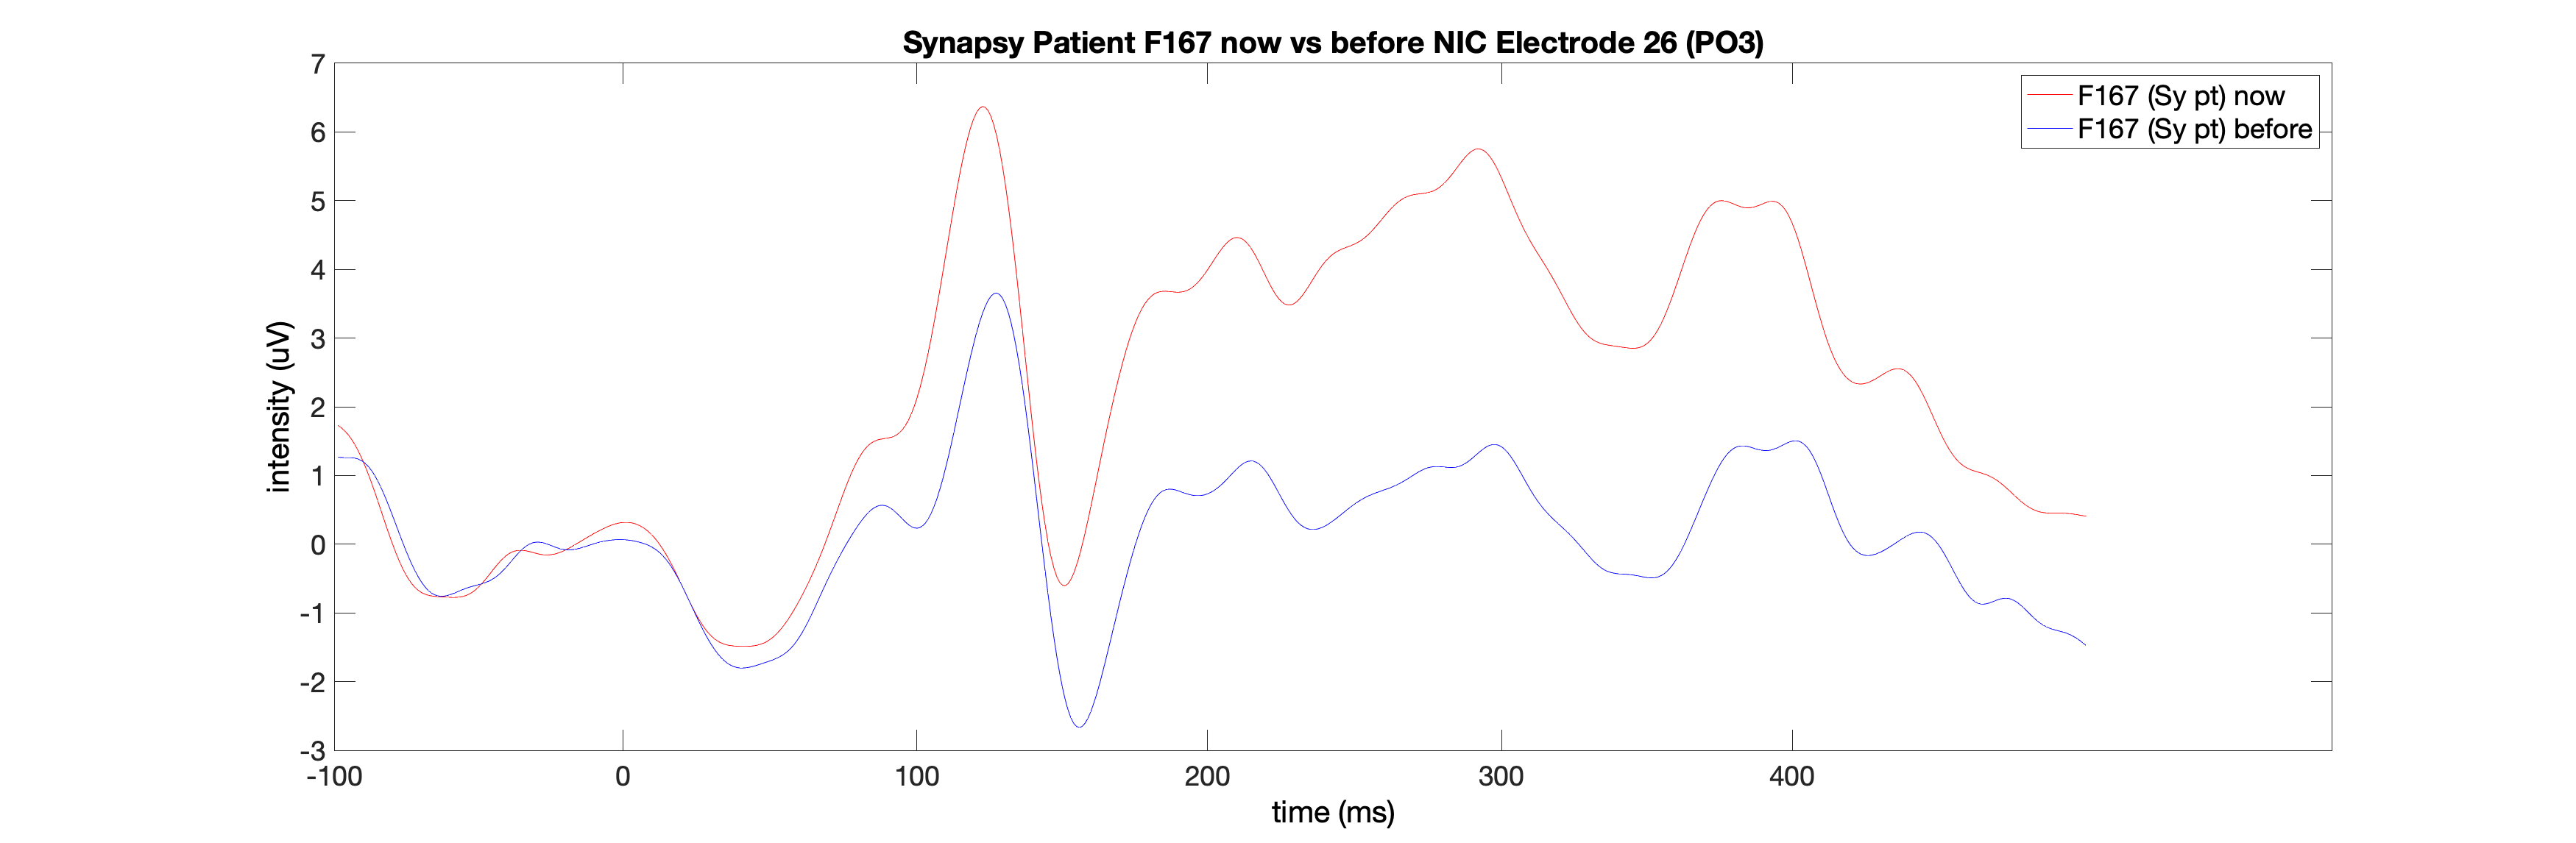 Synapsy Patient F167 now vs before NIC Electrode 26 (PO3)
F167 (Sy pt) now
F167 (Sy pt) before
intensity (uV)
7
6
5
4
3
2
1
0
-1
-2
-3
-100 0 100 200 300 400
time (ms)